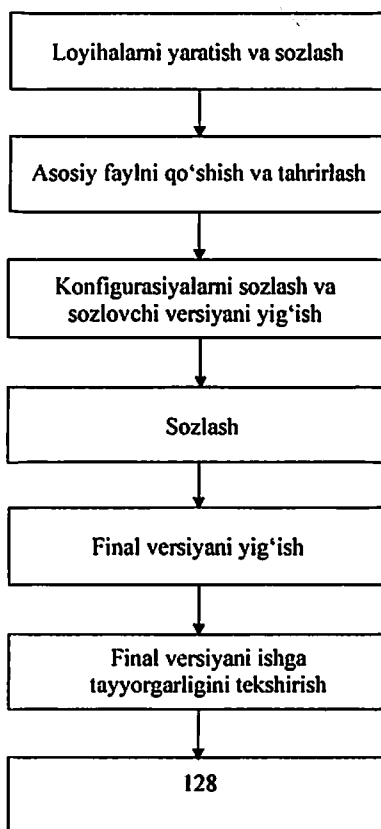 Loyihalarni yaratish va sozlash
Asosiy faylni qo‘shish va tahrirlash
Konfigurasiyalarni sozlash va
sozlovchi versiyani yig‘ish
Sozlash
Final versiyani yig‘ish
Final versiyani ishga
tayyorgarligini tekshirish
128